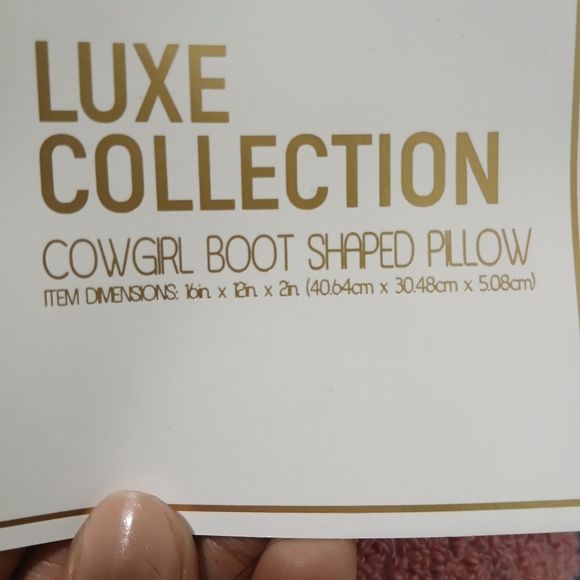 LUXE
COLLECTION
COWGIRL BOOT SHAPED PILLOW
ITEM DIMENSIONS: 16in. x 12in. x 2in. (40.64cm x 30.48cm x 5.08cm)